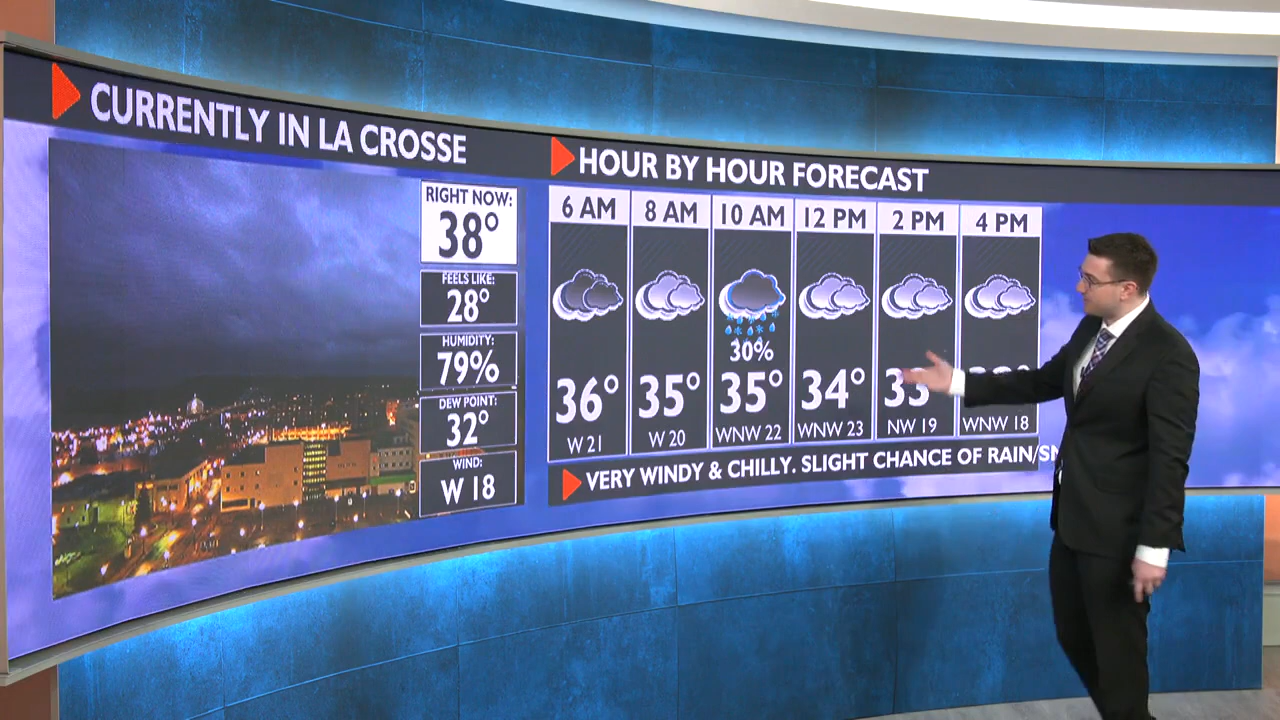 CURRENTLY IN LA CROSSE
RIGHT NOW:
38°
FEELS LIKE:
28°
HUMIDITY:
79%
DEW POINT:
32°
WIND:
W 18
HOUR BY HOUR FORECAST
6 AM 8 AM 10 AM 12 PM 2 PM 4 PM
30%
36° 35° 35° 34° 33
W 21 W 20 WNW 22 WNW 23 NW 19 WNW 18
VERY WINDY & CHILLY. SLIGHT CHANCE OF RAIN/SN